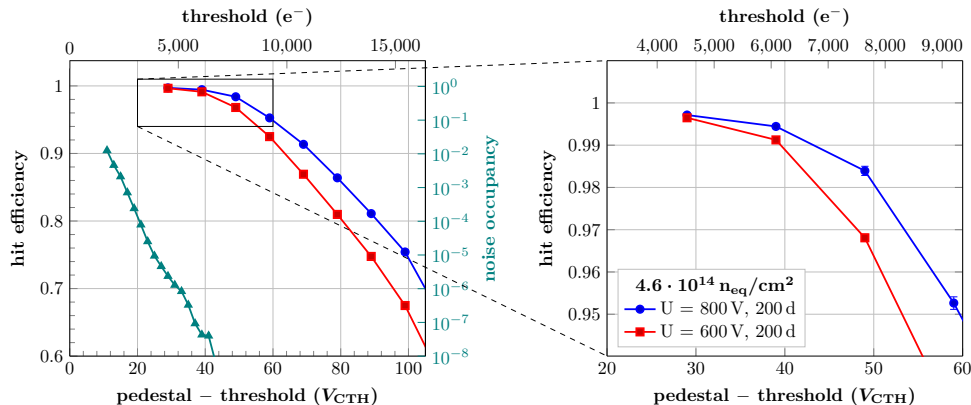 threshold (e⁻)
0 5,000 10,000 15,000
1
0.9
0.8
0.7
0.6
hit efficiency
10⁰
10⁻¹
10⁻²
10⁻³
10⁻⁴
10⁻⁵
10⁻⁶
10⁻⁷
10⁻⁸
noise occupancy
0 20 40 60 80 100
pedestal – threshold (V_CTH)
threshold (e⁻)
4,000 5,000 6,000 7,000 8,000 9,000
1
0.99
0.98
0.97
0.96
0.95
hit efficiency
4.6 · 10¹⁴ n_eq/cm²
U = 800 V, 200 d
U = 600 V, 200 d
20 30 40 50 60
pedestal – threshold (V_CTH)